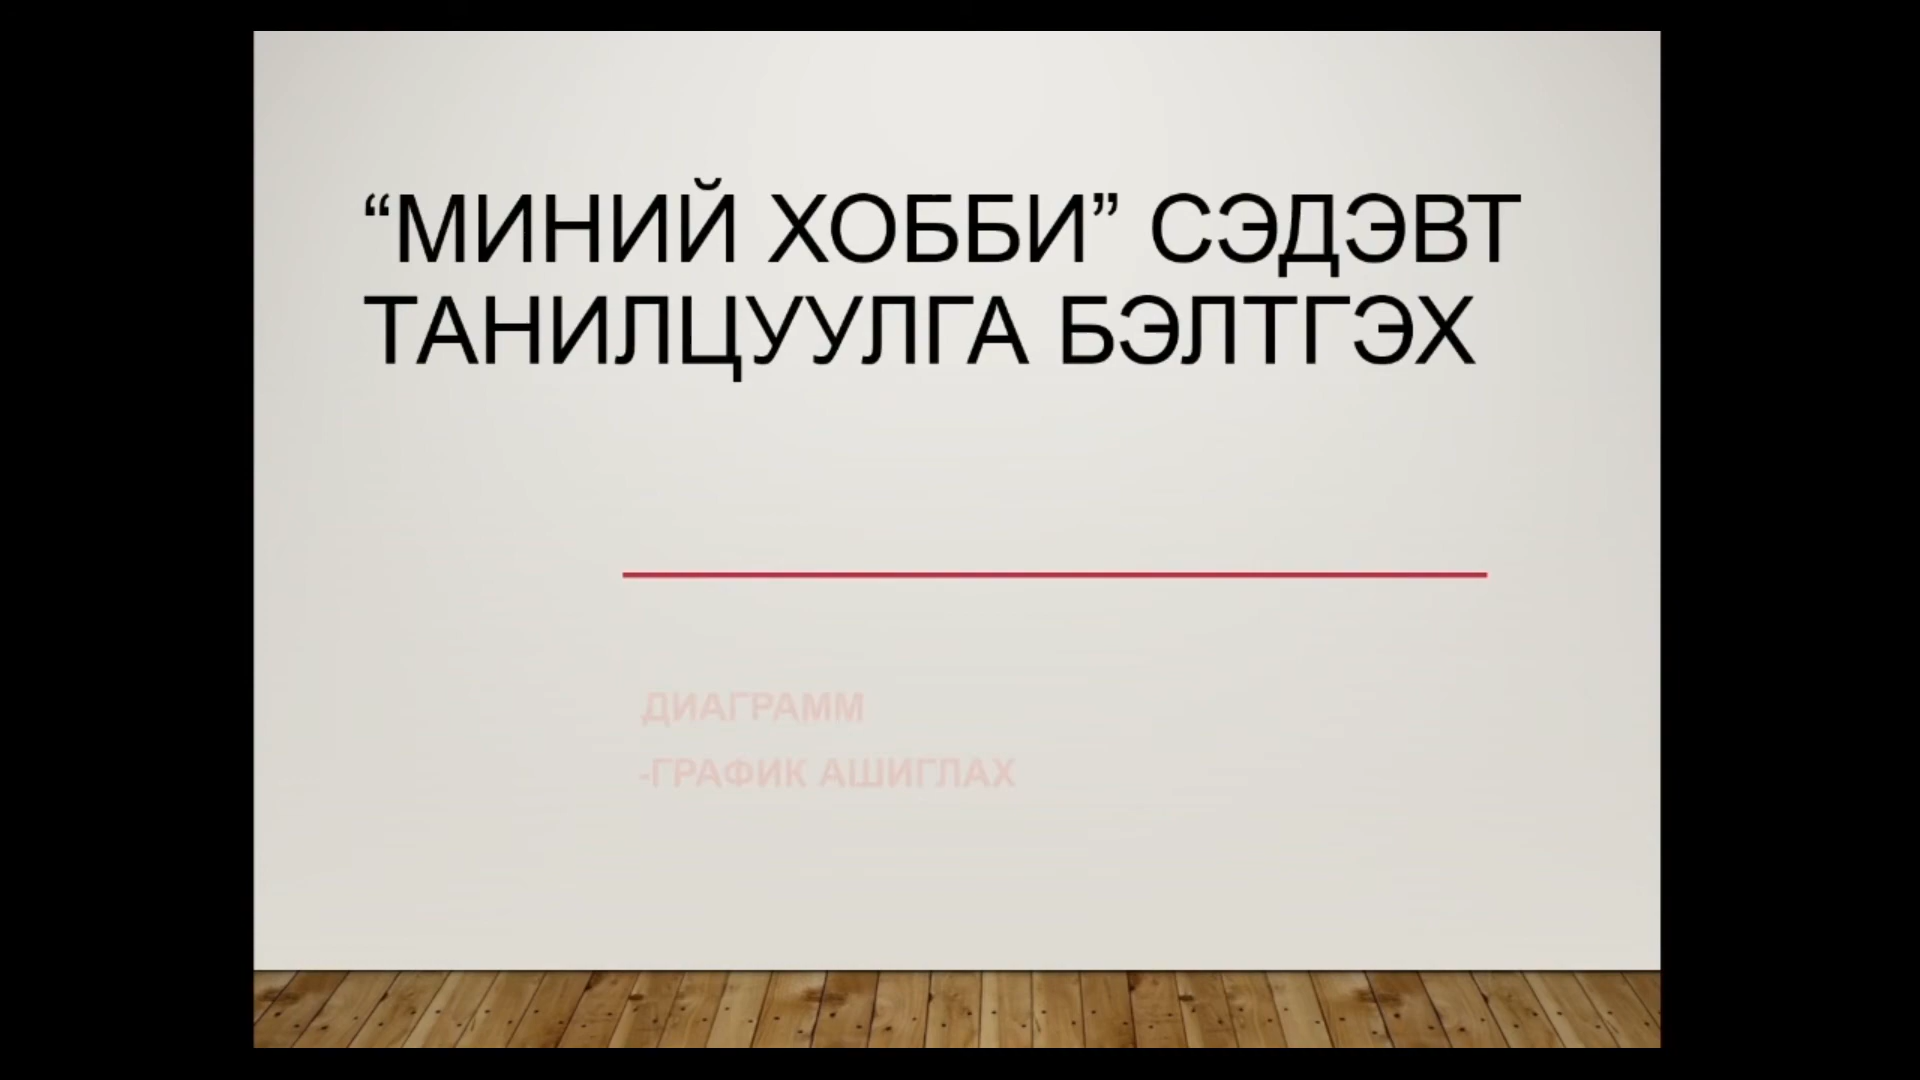 “МИНИЙ ХОББИ” СЭДЭВТ
ТАНИЛЦУУЛГА БЭЛТГЭХ
ДИАГРАММ
-ГРАФИК АШИГЛАХ